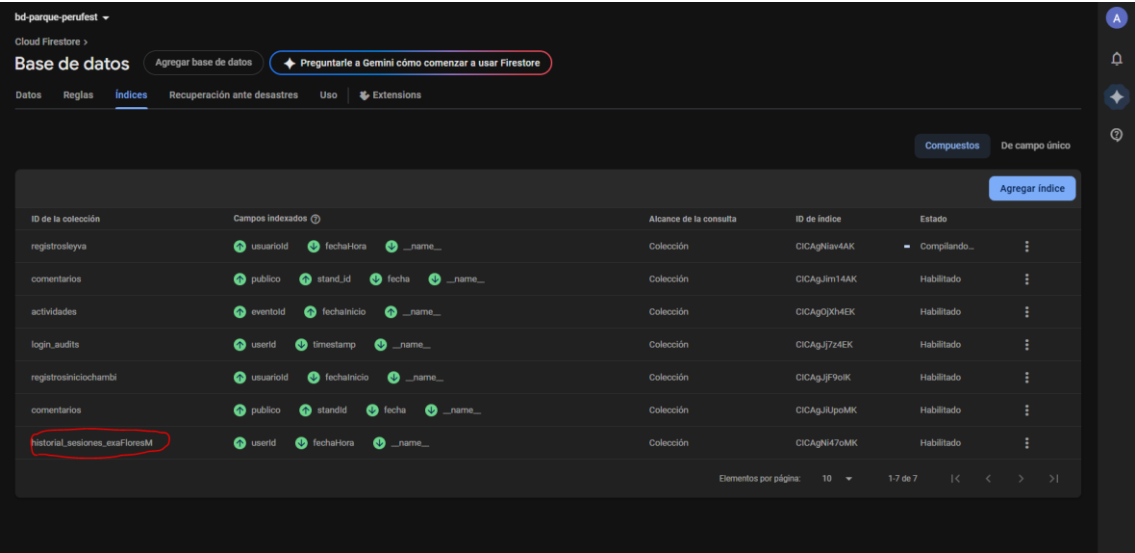 bd-parque-perufest
A
Cloud Firestore >
Base de datos Agregar base de datos Preguntarle a Gemini cómo comenzar a usar Firestore
Datos Reglas Índices Recuperación ante desastres Uso Extensions
Compuestos De campo único
Agregar índice
ID de la colección Campos indexados Alcance de la consulta ID de índice Estado
registrosleyva usuarioId fechaHora __name__ Colección CICAgNiav4AK Compilando...
comentarios publico stand_id fecha __name__ Colección CICAgJim14AK Habilitado
actividades eventoId fechaInicio __name__ Colección CICAgOjXh4EK Habilitado
login_audits userId timestamp __name__ Colección CICAgJj7z4EK Habilitado
registrosiniciochambi usuarioId fechaInicio __name__ Colección CICAgJjF9oIK Habilitado
comentarios publico standId fecha __name__ Colección CICAgJiUpoMK Habilitado
historial_sesiones_exaFloresM userId fechaHora __name__ Colección CICAgNi47oMK Habilitado
Elementos por página: 10 1-7 de 7